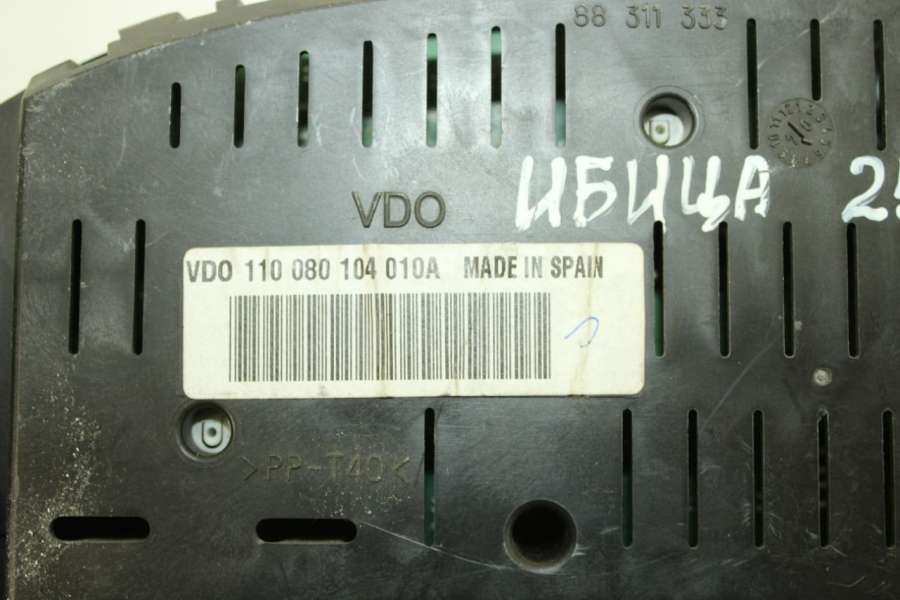 88 311 333
ИБИЦА
VDO
VDO 110 080 104 010A MADE IN SPAIN
>PP-T40<